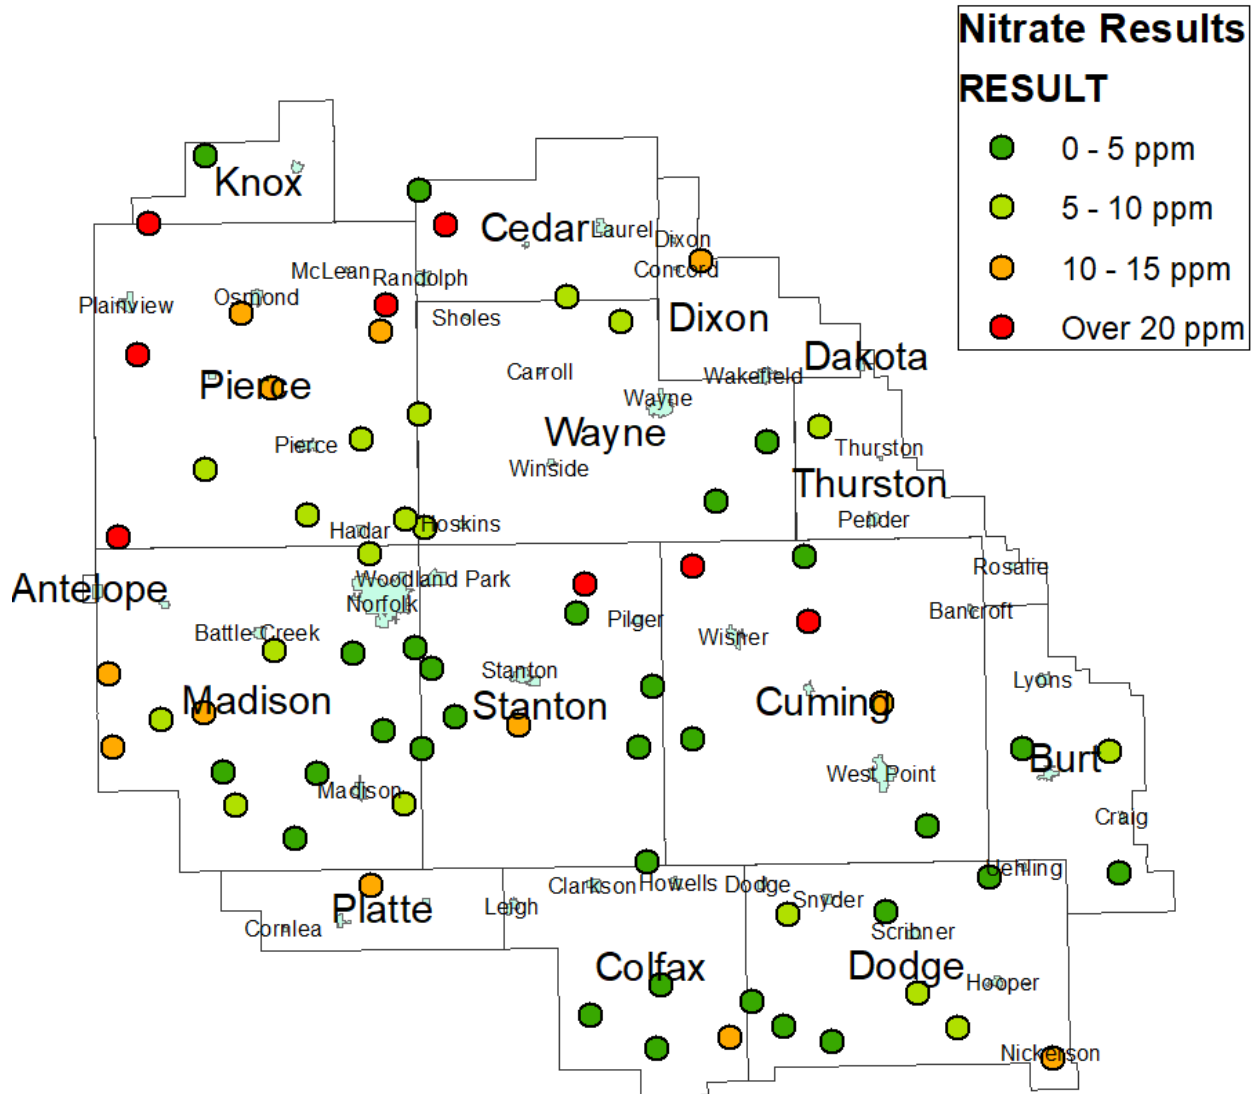 Nitrate Results
RESULT
0 - 5 ppm
5 - 10 ppm
10 - 15 ppm
Over 20 ppm
Knox
Cedar
Laurel
Dixon
McLean
Randolph
Concord
Plainview
Osmond
Sholes
Dixon
Dakota
Pierce
Carroll
Wakefield
Wayne
Wayne
Pierce
Winside
Thurston
Thurston
Hadar
Hoskins
Pender
Antelope
Woodland Park
Norfolk
Rosalie
Battle Creek
Pilger
Wisner
Bancroft
Stanton
Lyons
Madison
Stanton
Cuming
Burt
West Point
Madison
Craig
Uehling
Clarkson
Howells
Dodge
Snyder
Platte
Leigh
Cornlea
Scribner
Colfax
Dodge
Hooper
Nickerson